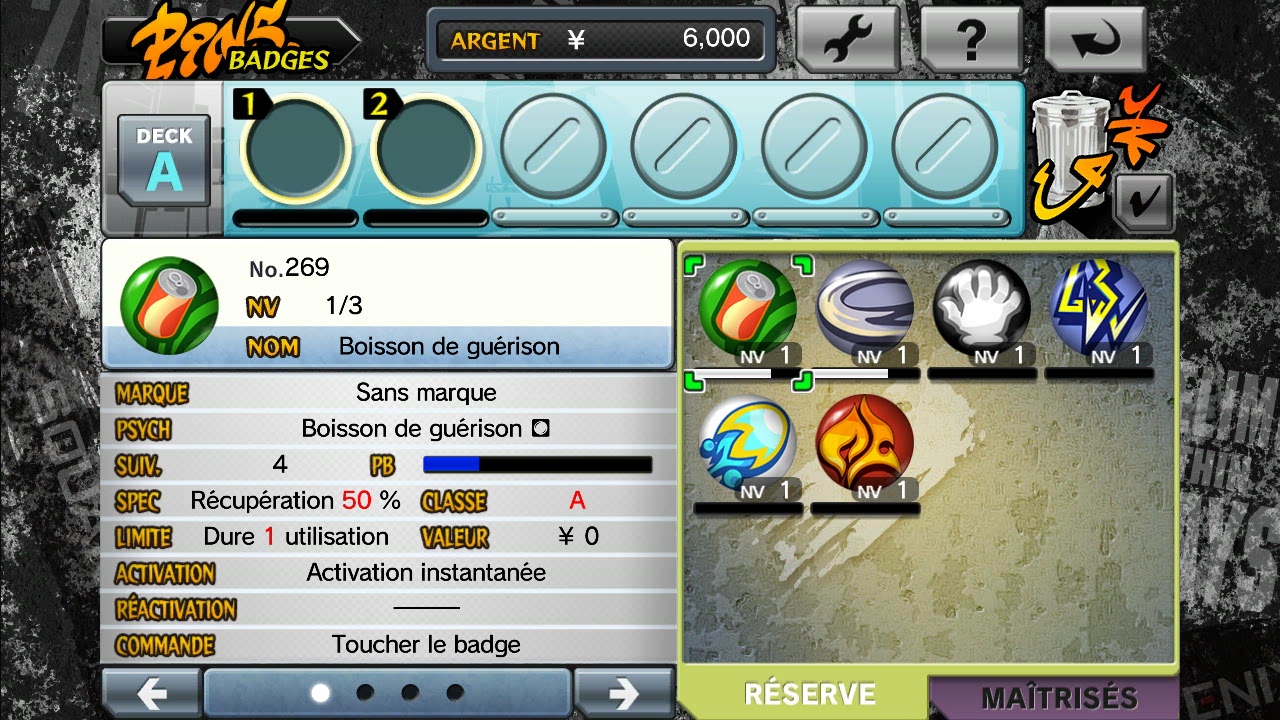 PINS
BADGES
ARGENT ¥ 6,000
?
DECK
A
1
2
No.269
NV 1/3
NOM Boisson de guérison
MARQUE Sans marque
PSYCH Boisson de guérison
SUIV. 4 PB
SPEC Récupération 50 % CLASSE A
LIMITE Dure 1 utilisation VALEUR ¥ 0
ACTIVATION Activation instantanée
RÉACTIVATION ———
COMMANDE Toucher le badge
NV 1 NV 1 NV 1 NV 1
NV 1 NV 1
RÉSERVE MAÎTRISÉS